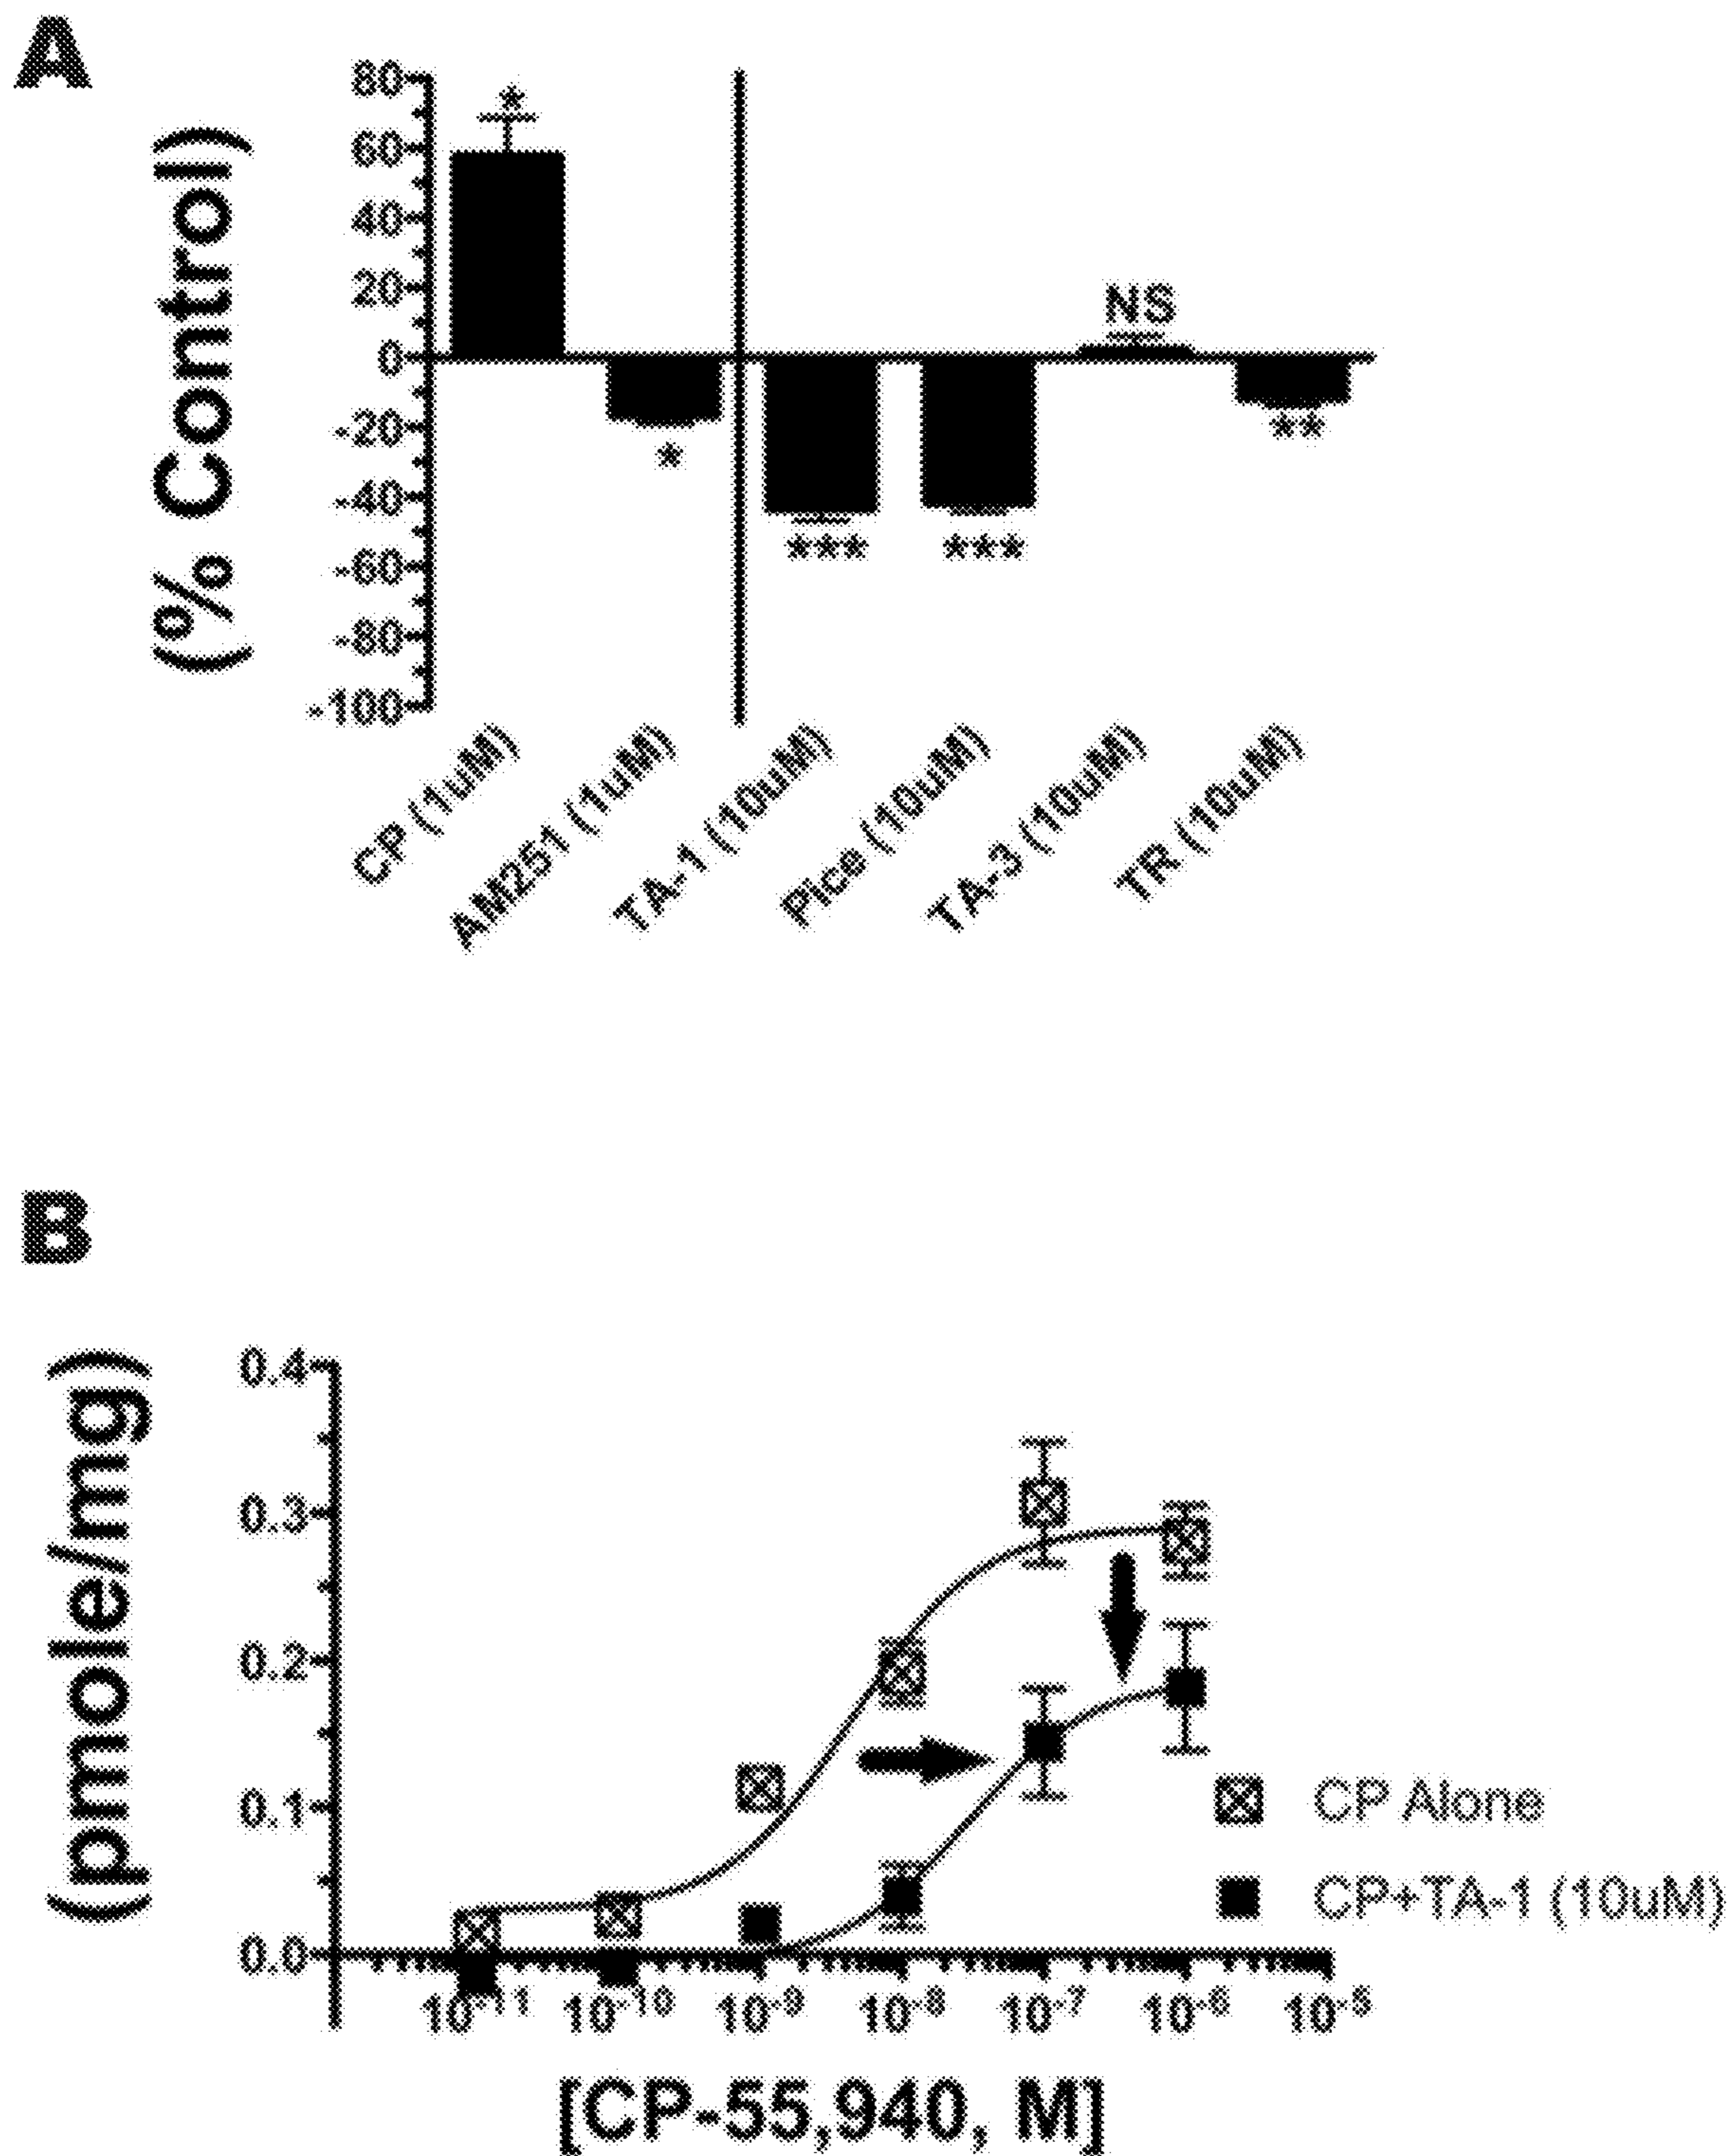 A
(% Control)
80
60
40
20
0
-20
-40
-60
-80
-100
*
*
***
***
NS
**
CP (1uM)
AM251 (1uM)
TA-1 (10uM)
Pice (10uM)
TA-3 (10uM)
TR (10uM)
B
(pmole/mg)
0.4
0.3
0.2
0.1
0.0
10-11 10-10 10-9 10-8 10-7 10-6 10-5
CP Alone
CP+TA-1 (10uM)
[CP-55,940, M]